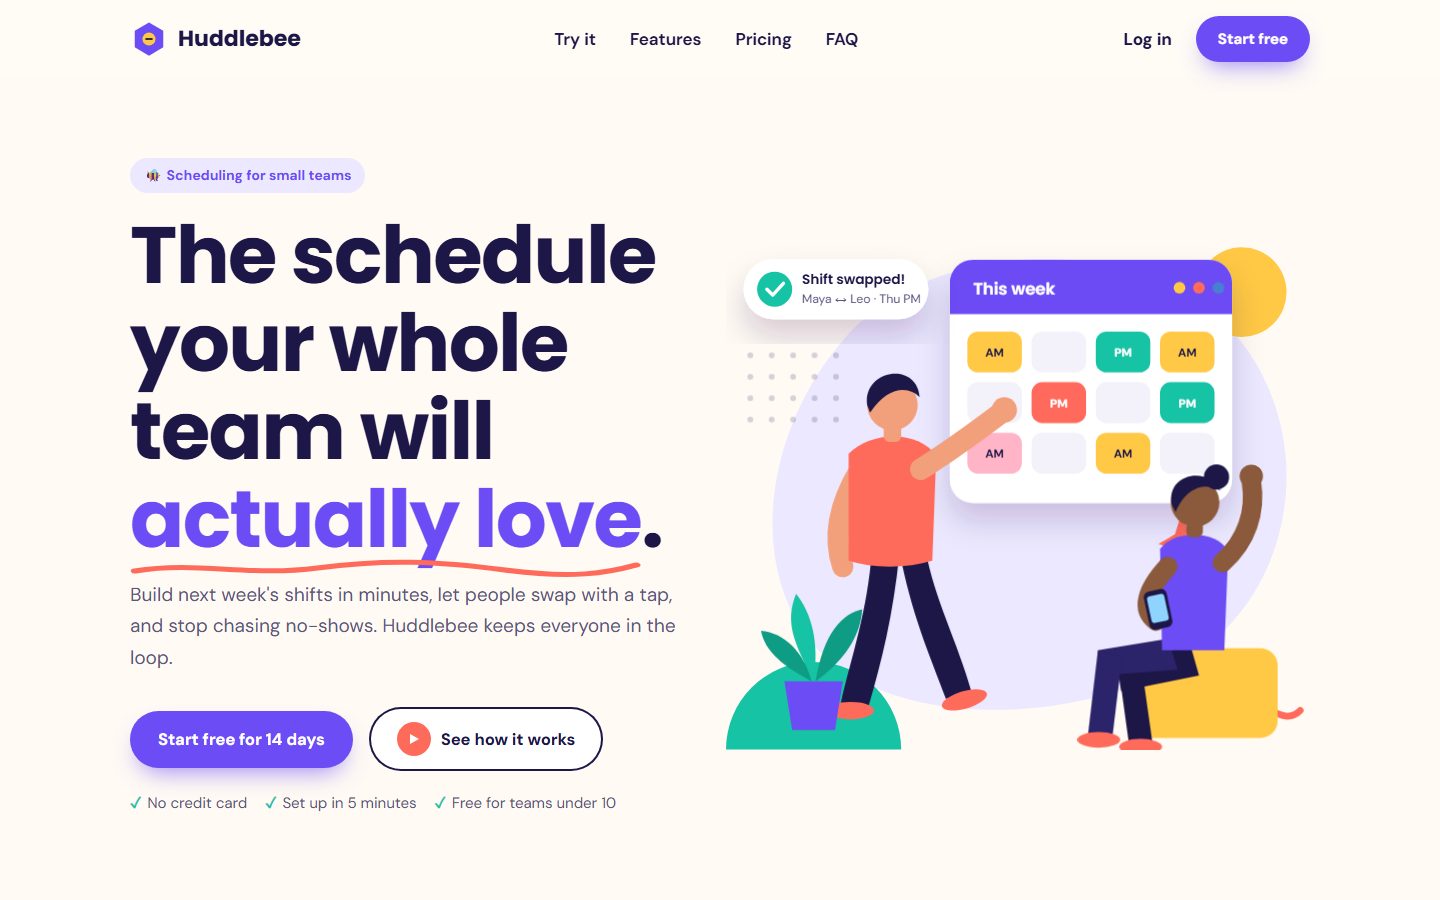 Huddlebee
Try it
Features
Pricing
FAQ
Log in
Start free
Scheduling for small teams
The schedule
your whole
team will
actually love.
Build next week's shifts in minutes, let people swap with a tap,
and stop chasing no-shows. Huddlebee keeps everyone in the
loop.
Start free for 14 days
See how it works
✓ No credit card
✓ Set up in 5 minutes
✓ Free for teams under 10
Shift swapped!
Maya ↔ Leo · Thu PM
This week
AM
PM
AM
PM
PM
AM
AM